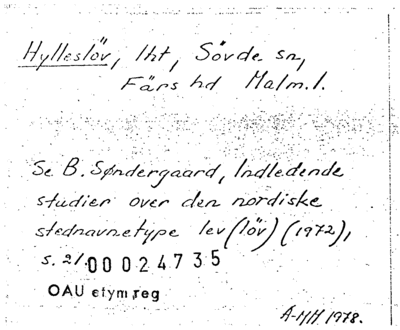 Hylleslöv, lht, Sövde sn,
Färs hd Malm.l.
Se B. Søndergaard, Indledende
studier over den nordiske
stednavnetype lev (löv) (1972),
s. 21. 00024735
OAU etym.reg
A-MH 1978.